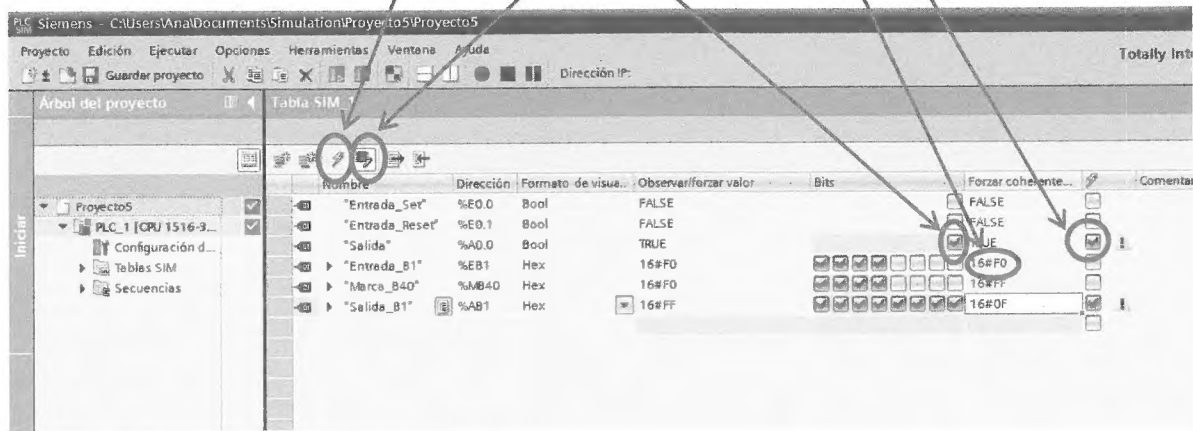 PLC SIM Siemens - C:\Users\Ana\Documents\Simulation\Proyecto5\Proyecto5
Proyecto Edición Ejecutar Opciones Herramientas Ventana Ayuda
Totally Inte
Guardar proyecto Dirección IP:
Árbol del proyecto
Tabla SIM_1
Iniciar
Nombre Dirección Formato de visua... Observar/forzar valor Bits Forzar coherente... Comentar
Proyecto5
PLC_1 [CPU 1516-3...
Configuración d...
Tablas SIM
Secuencias
"Entrada_Set" %E0.0 Bool FALSE FALSE
"Entrada_Reset" %E0.1 Bool FALSE FALSE
"Salida" %A0.0 Bool TRUE TRUE !
"Entrada_B1" %EB1 Hex 16#F0 16#F0
"Marca_B40" %MB40 Hex 16#F0 16#FF
"Salida_B1" %AB1 Hex 16#FF 16#0F !